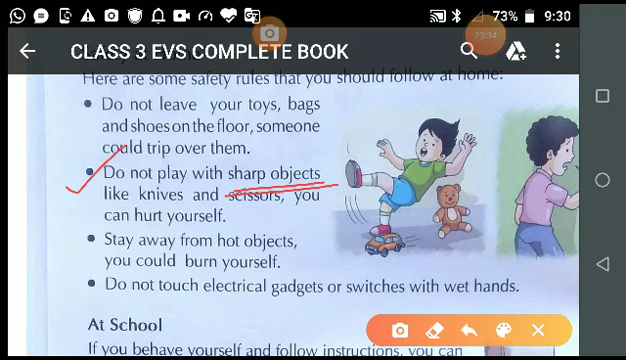 73% 9:30
23:34
CLASS 3 EVS COMPLETE BOOK
Here are some safety rules that you should follow at home:
• Do not leave your toys, bags
and shoes on the floor, someone
could trip over them.
• Do not play with sharp objects
like knives and scissors, you
can hurt yourself.
• Stay away from hot objects,
you could burn yourself.
• Do not touch electrical gadgets or switches with wet hands.
At School
If you behave yourself and follow instructions, you can